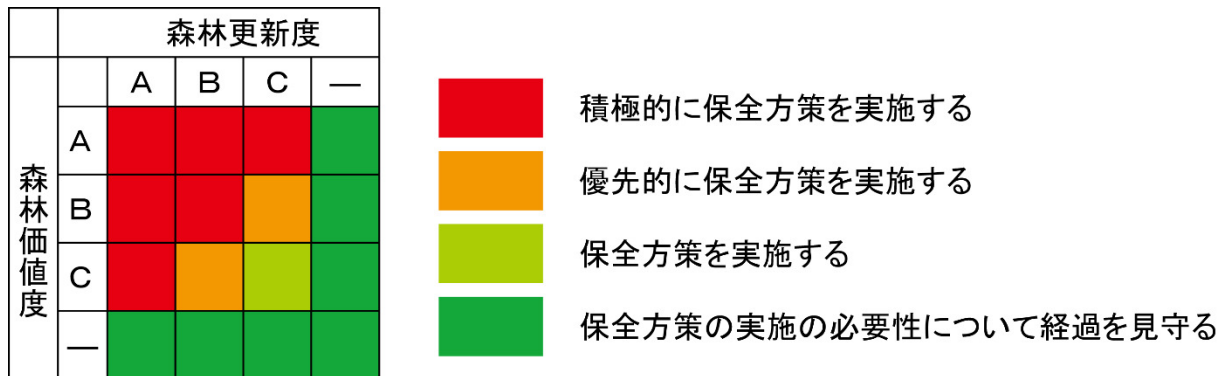 森林更新度
A B C —
森林価値度
A
B
C
—
積極的に保全方策を実施する
優先的に保全方策を実施する
保全方策を実施する
保全方策の実施の必要性について経過を見守る